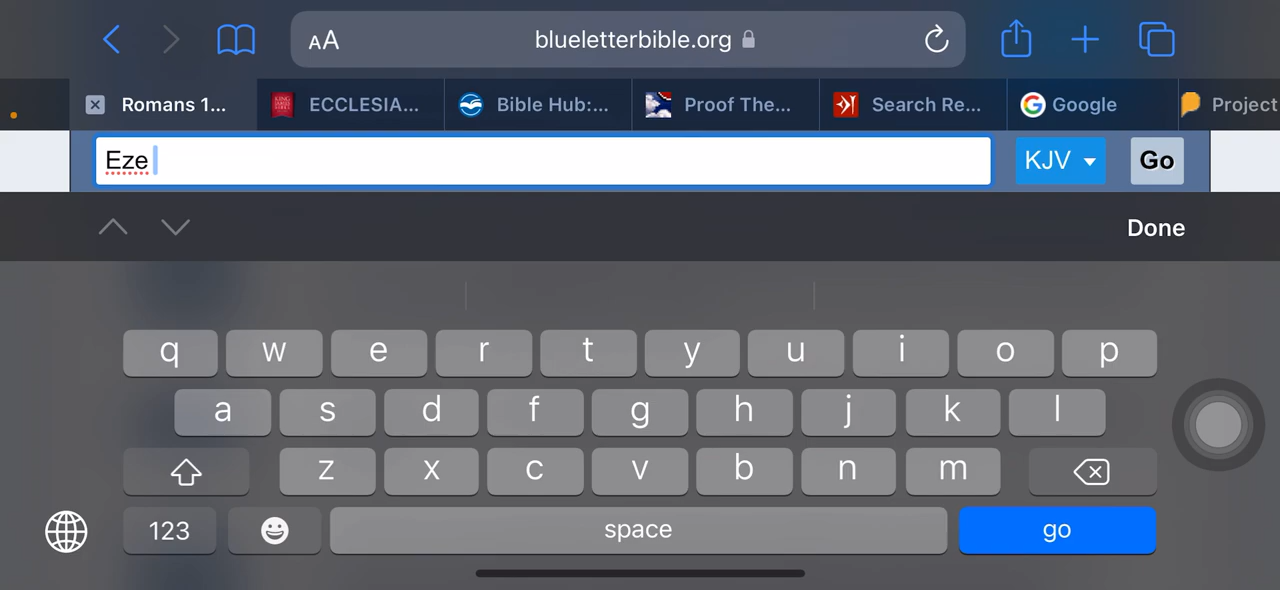 AA blueletterbible.org
Romans 1... ECCLESIA... Bible Hub:... Proof The... Search Re... Google Project
Eze KJV Go
Done
q w e r t y u i o p
a s d f g h j k l
z x c v b n m
123 space go